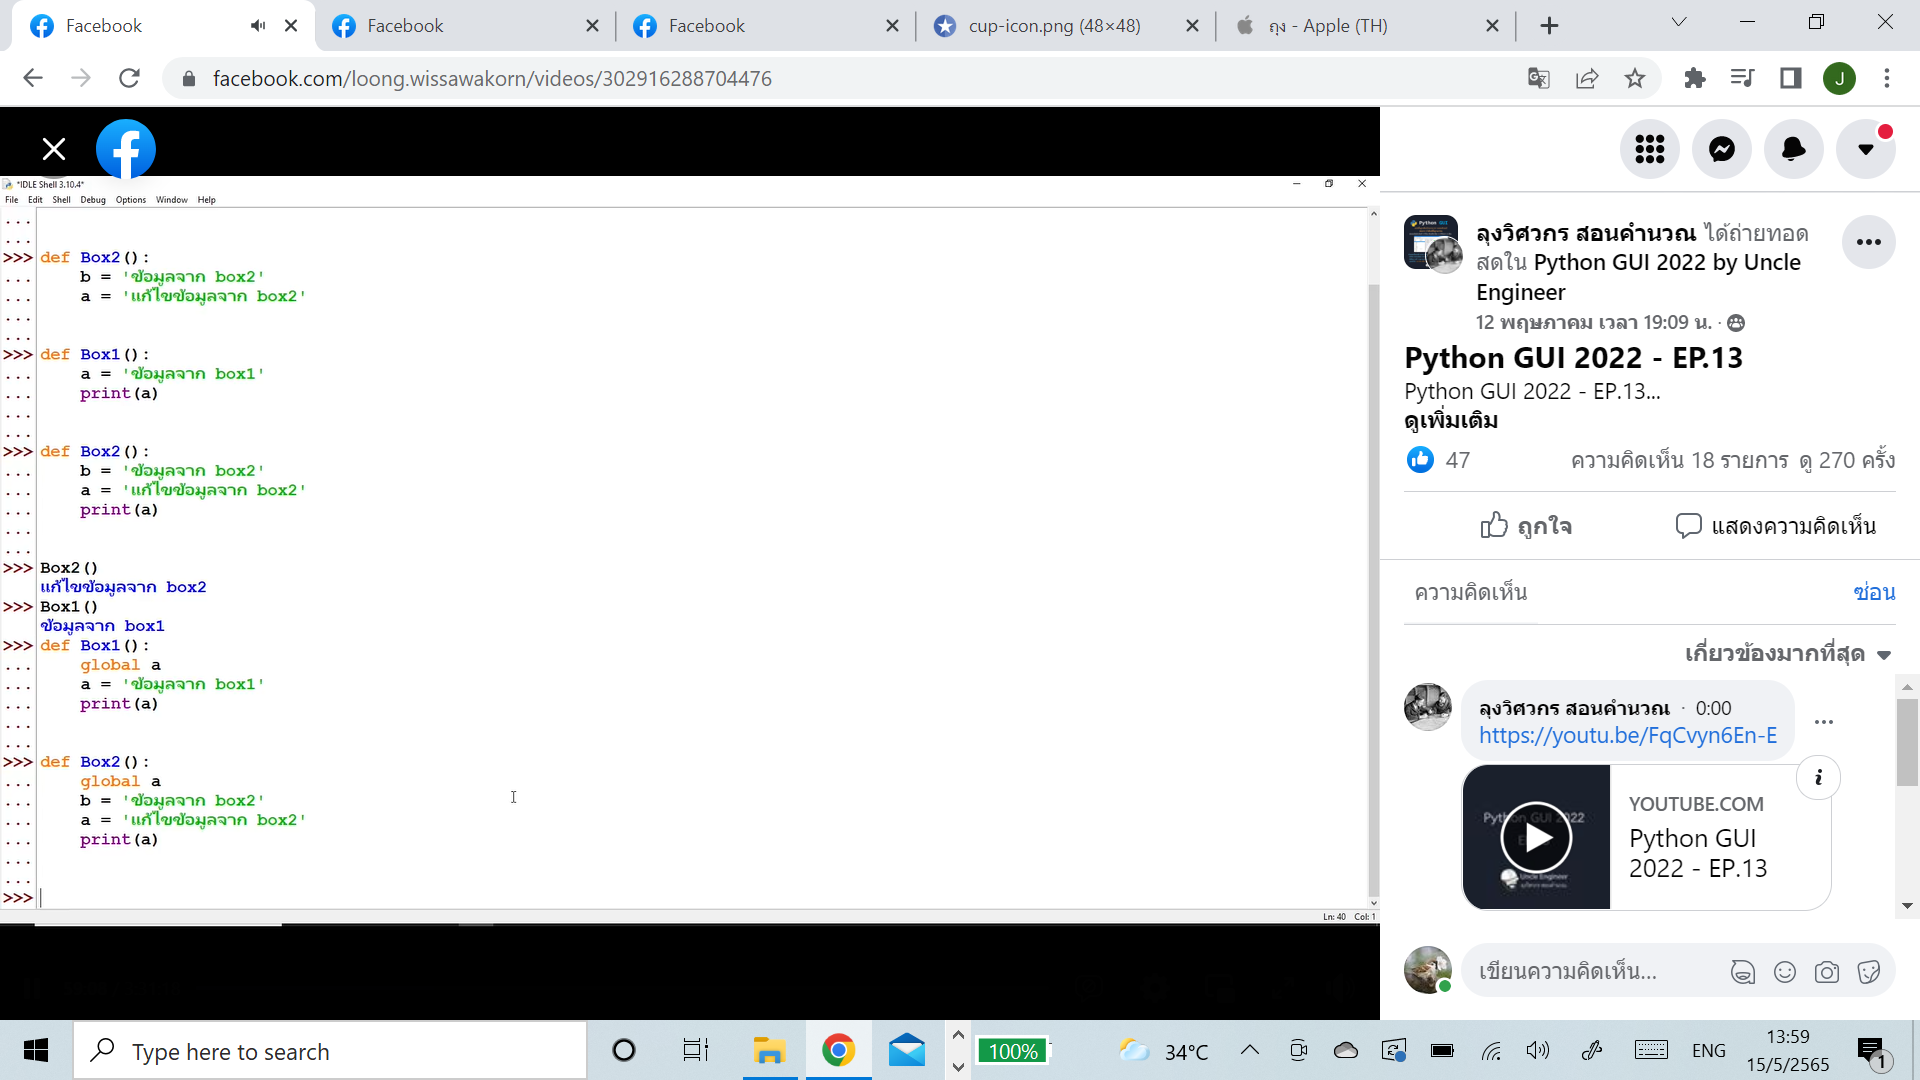 Facebook
Facebook
Facebook
cup-icon.png (48×48)
ถุง - Apple (TH)
facebook.com/loong.wissawakorn/videos/302916288704476
J
*IDLE Shell 3.10.4*
File Edit Shell Debug Options Window Help
...
...
>>> def Box2():
... b = 'ข้อมูลจาก box2'
... a = 'แก้ไขข้อมูลจาก box2'
...
...
>>> def Box1():
... a = 'ข้อมูลจาก box1'
... print(a)
...
...
>>> def Box2():
... b = 'ข้อมูลจาก box2'
... a = 'แก้ไขข้อมูลจาก box2'
... print(a)
...
...
>>> Box2()
แก้ไขข้อมูลจาก box2
>>> Box1()
ข้อมูลจาก box1
>>> def Box1():
... global a
... a = 'ข้อมูลจาก box1'
... print(a)
...
...
>>> def Box2():
... global a
... b = 'ข้อมูลจาก box2'
... a = 'แก้ไขข้อมูลจาก box2'
... print(a)
...
...
>>>
Ln: 40 Col: 1
ลุงวิศวกร สอนคำนวณ ได้ถ่ายทอด
สดใน Python GUI 2022 by Uncle
Engineer
12 พฤษภาคม เวลา 19:09 น. ·
Python GUI 2022 - EP.13
Python GUI 2022 - EP.13...
ดูเพิ่มเติม
47
ความคิดเห็น 18 รายการ ดู 270 ครั้ง
ถูกใจ
แสดงความคิดเห็น
ความคิดเห็น
ซ่อน
เกี่ยวข้องมากที่สุด
ลุงวิศวกร สอนคำนวณ · 0:00
https://youtu.be/FqCvyn6En-E
YOUTUBE.COM
Python GUI
2022 - EP.13
เขียนความคิดเห็น...
Type here to search
100%
34°C
ENG
13:59
15/5/2565
1